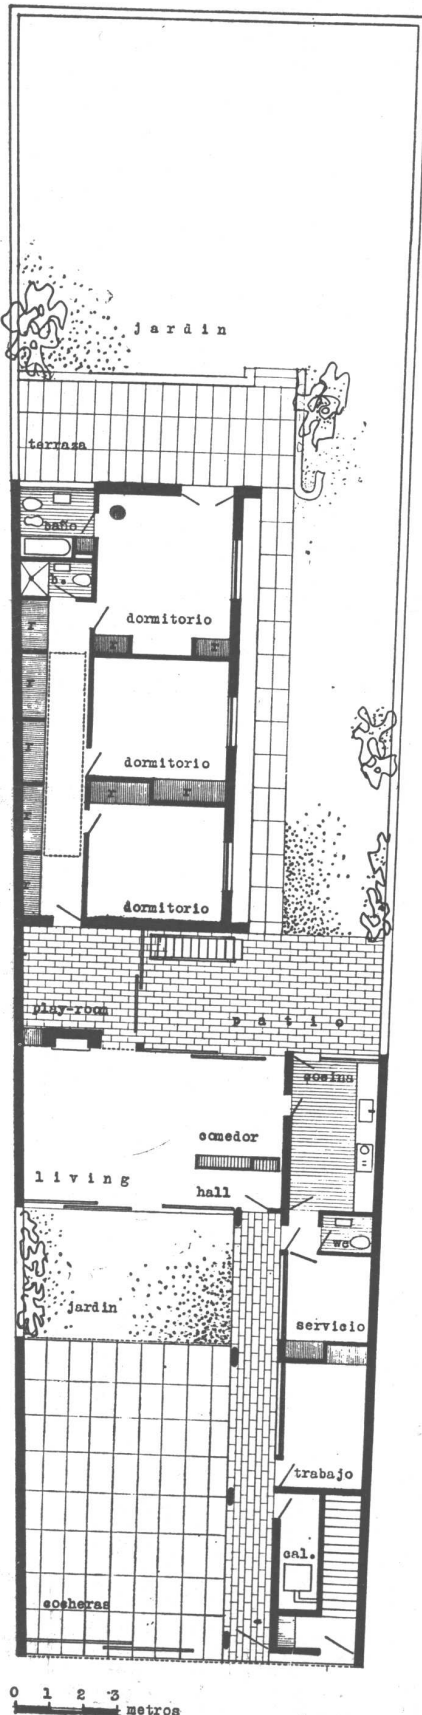 jardin
terraza
baño
b.
dormitorio
r
r
r
r
dormitorio
r
r
r
r
r
dormitorio
play-room
patio
cocina
comedor
living
hall
wc
jardin
servicio
trabajo
cal.
cocheras
0 1 2 3
metros